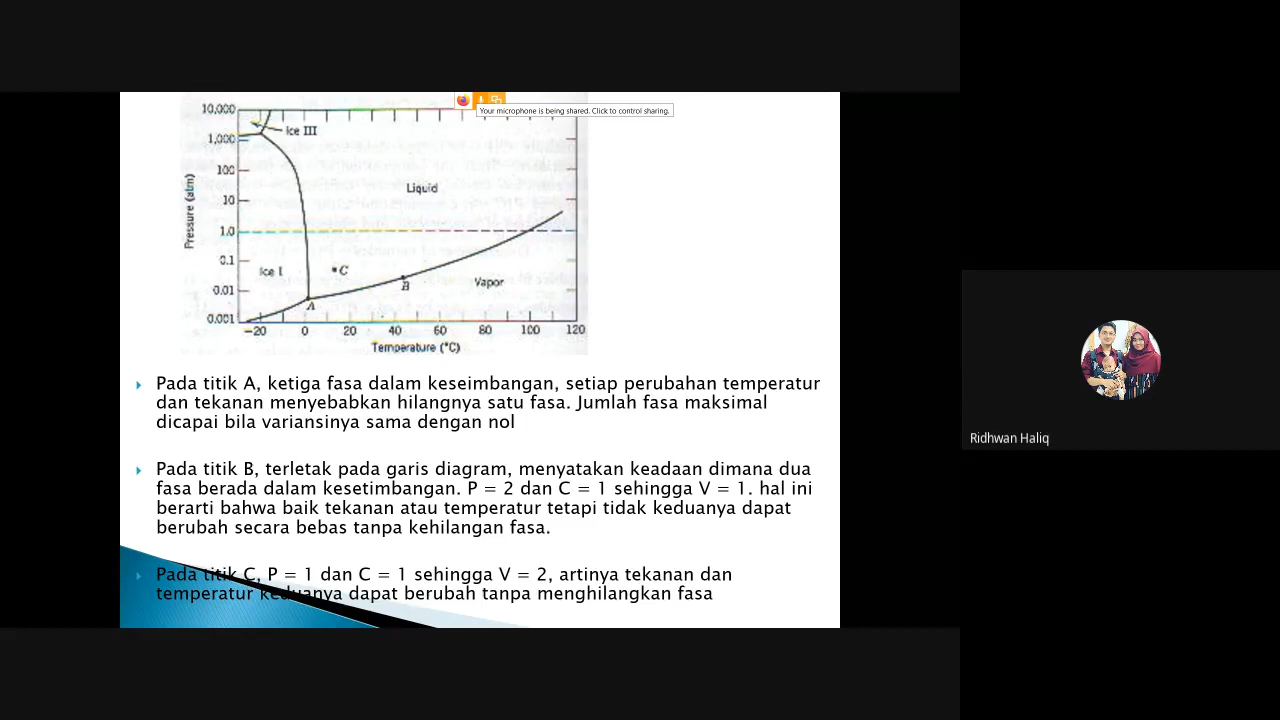 Your microphone is being shared. Click to control sharing.
10,000
Ice III
1,000
100
Liquid
10
Pressure (atm)
1.0
0.1
Ice I
C
Vapor
B
0.01
A
0.001
−20 0 20 40 60 80 100 120
Temperature (°C)
Pada titik A, ketiga fasa dalam keseimbangan, setiap perubahan temperatur
dan tekanan menyebabkan hilangnya satu fasa. Jumlah fasa maksimal
dicapai bila variansinya sama dengan nol
Pada titik B, terletak pada garis diagram, menyatakan keadaan dimana dua
fasa berada dalam kesetimbangan. P = 2 dan C = 1 sehingga V = 1. hal ini
berarti bahwa baik tekanan atau temperatur tetapi tidak keduanya dapat
berubah secara bebas tanpa kehilangan fasa.
Pada titik C, P = 1 dan C = 1 sehingga V = 2, artinya tekanan dan
temperatur keduanya dapat berubah tanpa menghilangkan fasa
Ridhwan Haliq